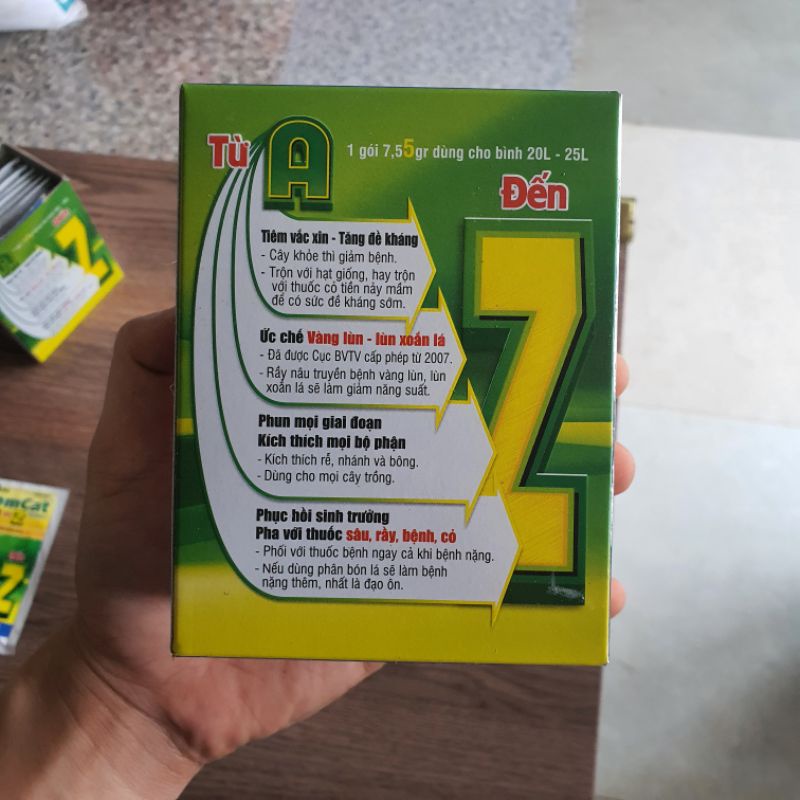 Từ A Đến Z
1 gói 7,55gr dùng cho bình 20L - 25L
Tiêm vắc xin - Tăng đề kháng
- Cây khỏe thì giảm bệnh.
- Trộn với hạt giống, hay trộn
với thuốc cỏ tiền nảy mầm
để có sức đề kháng sớm.
Ức chế Vàng lùn - lùn xoắn lá
- Đã được Cục BVTV cấp phép từ 2007.
- Rầy nâu truyền bệnh vàng lùn, lùn
xoắn lá sẽ làm giảm năng suất.
Phun mọi giai đoạn
Kích thích mọi bộ phận
- Kích thích rễ, nhánh và bông.
- Dùng cho mọi cây trồng.
Phục hồi sinh trưởng
Pha với thuốc sâu, rầy, bệnh, cỏ
- Phối với thuốc bệnh ngay cả khi bệnh nặng.
- Nếu dùng phân bón lá sẽ làm bệnh
nặng thêm, nhất là đạo ôn.
A
Đến
Z
Z